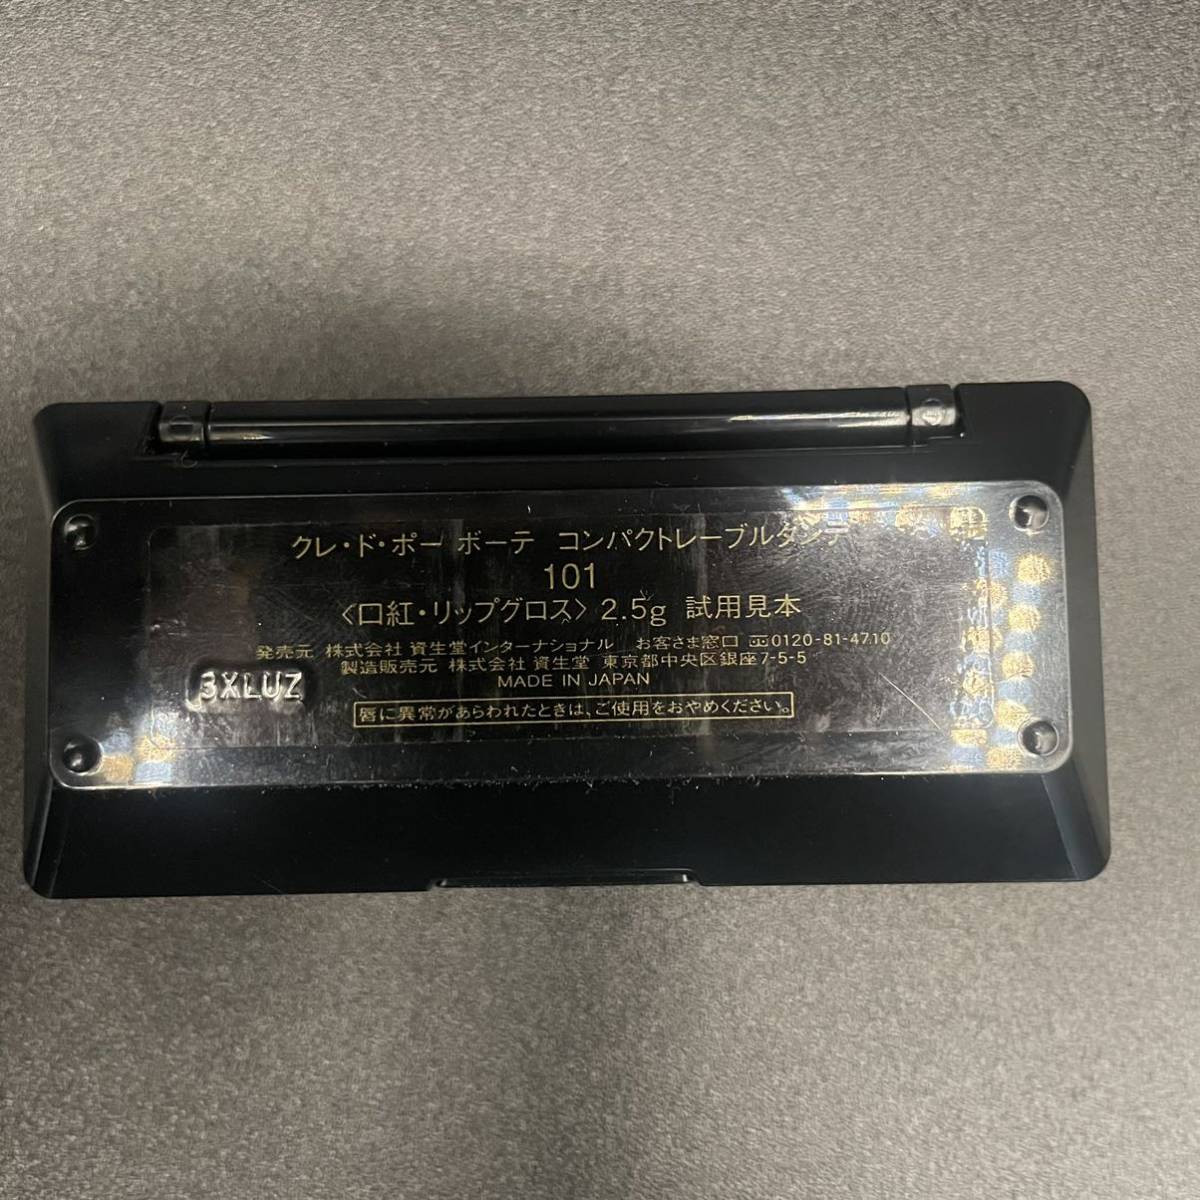 クレ・ド・ポー ボーテ コンパクトレーブルダンテ
101
〈口紅・リップグロス〉2.5g 試用見本
発売元 株式会社 資生堂インターナショナル お客さま窓口 0120-81-4710
製造販売元 株式会社 資生堂 東京都中央区銀座7-5-5
MADE IN JAPAN
3XLUZ
唇に異常があらわれたときは、ご使用をおやめください。